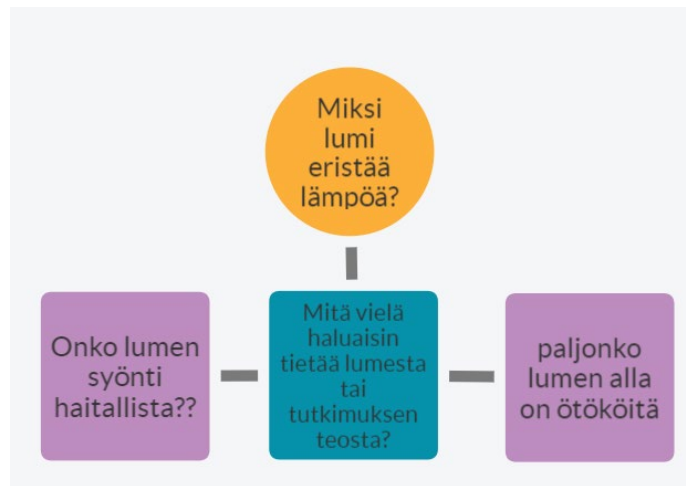 Miksi
lumi
eristää
lämpöä?
Onko lumen
syönti
haitallista??
Mitä vielä
haluaisin
tietää lumesta
tai
tutkimuksen
teosta?
paljonko
lumen alla
on ötököitä